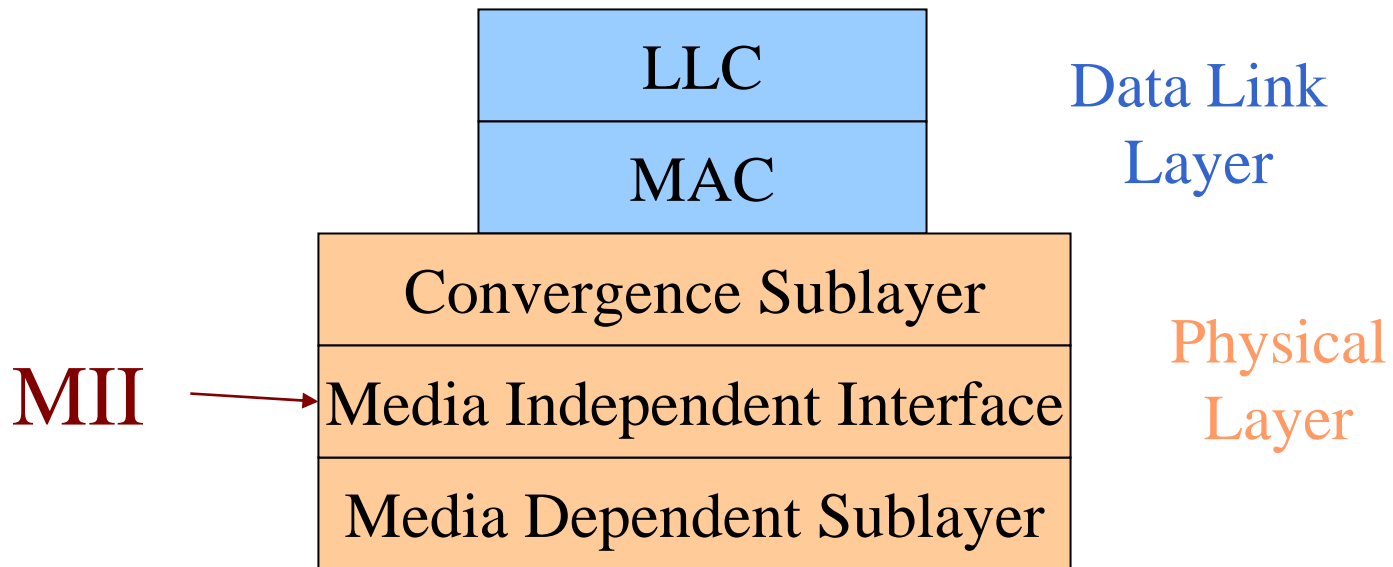 LLC
Data Link
Layer
MAC
Convergence Sublayer
Physical
Layer
MII
Media Independent Interface
Media Dependent Sublayer